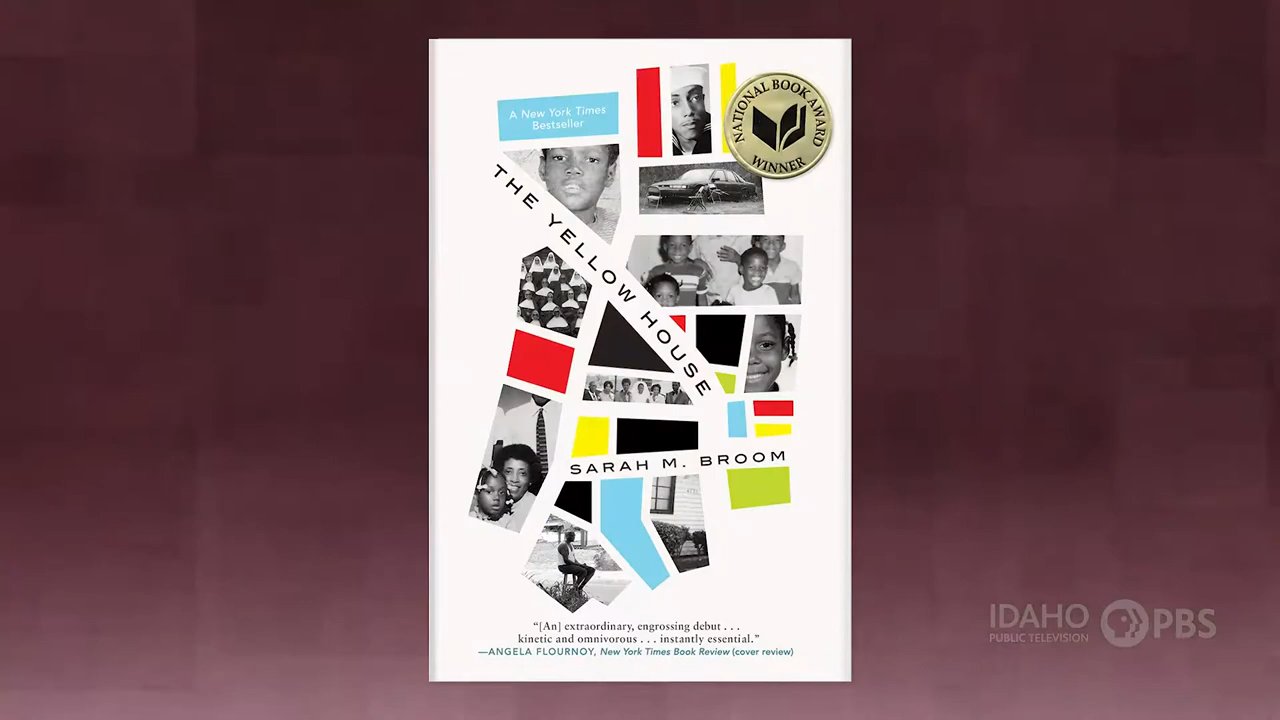 A New York Times
Bestseller
NATIONAL BOOK AWARD
WINNER
THE YELLOW HOUSE
SARAH M. BROOM
“[An] extraordinary, engrossing debut . . .
kinetic and omnivorous . . . instantly essential.”
—ANGELA FLOURNOY, New York Times Book Review (cover review)
IDAHO
PUBLIC TELEVISION
PBS